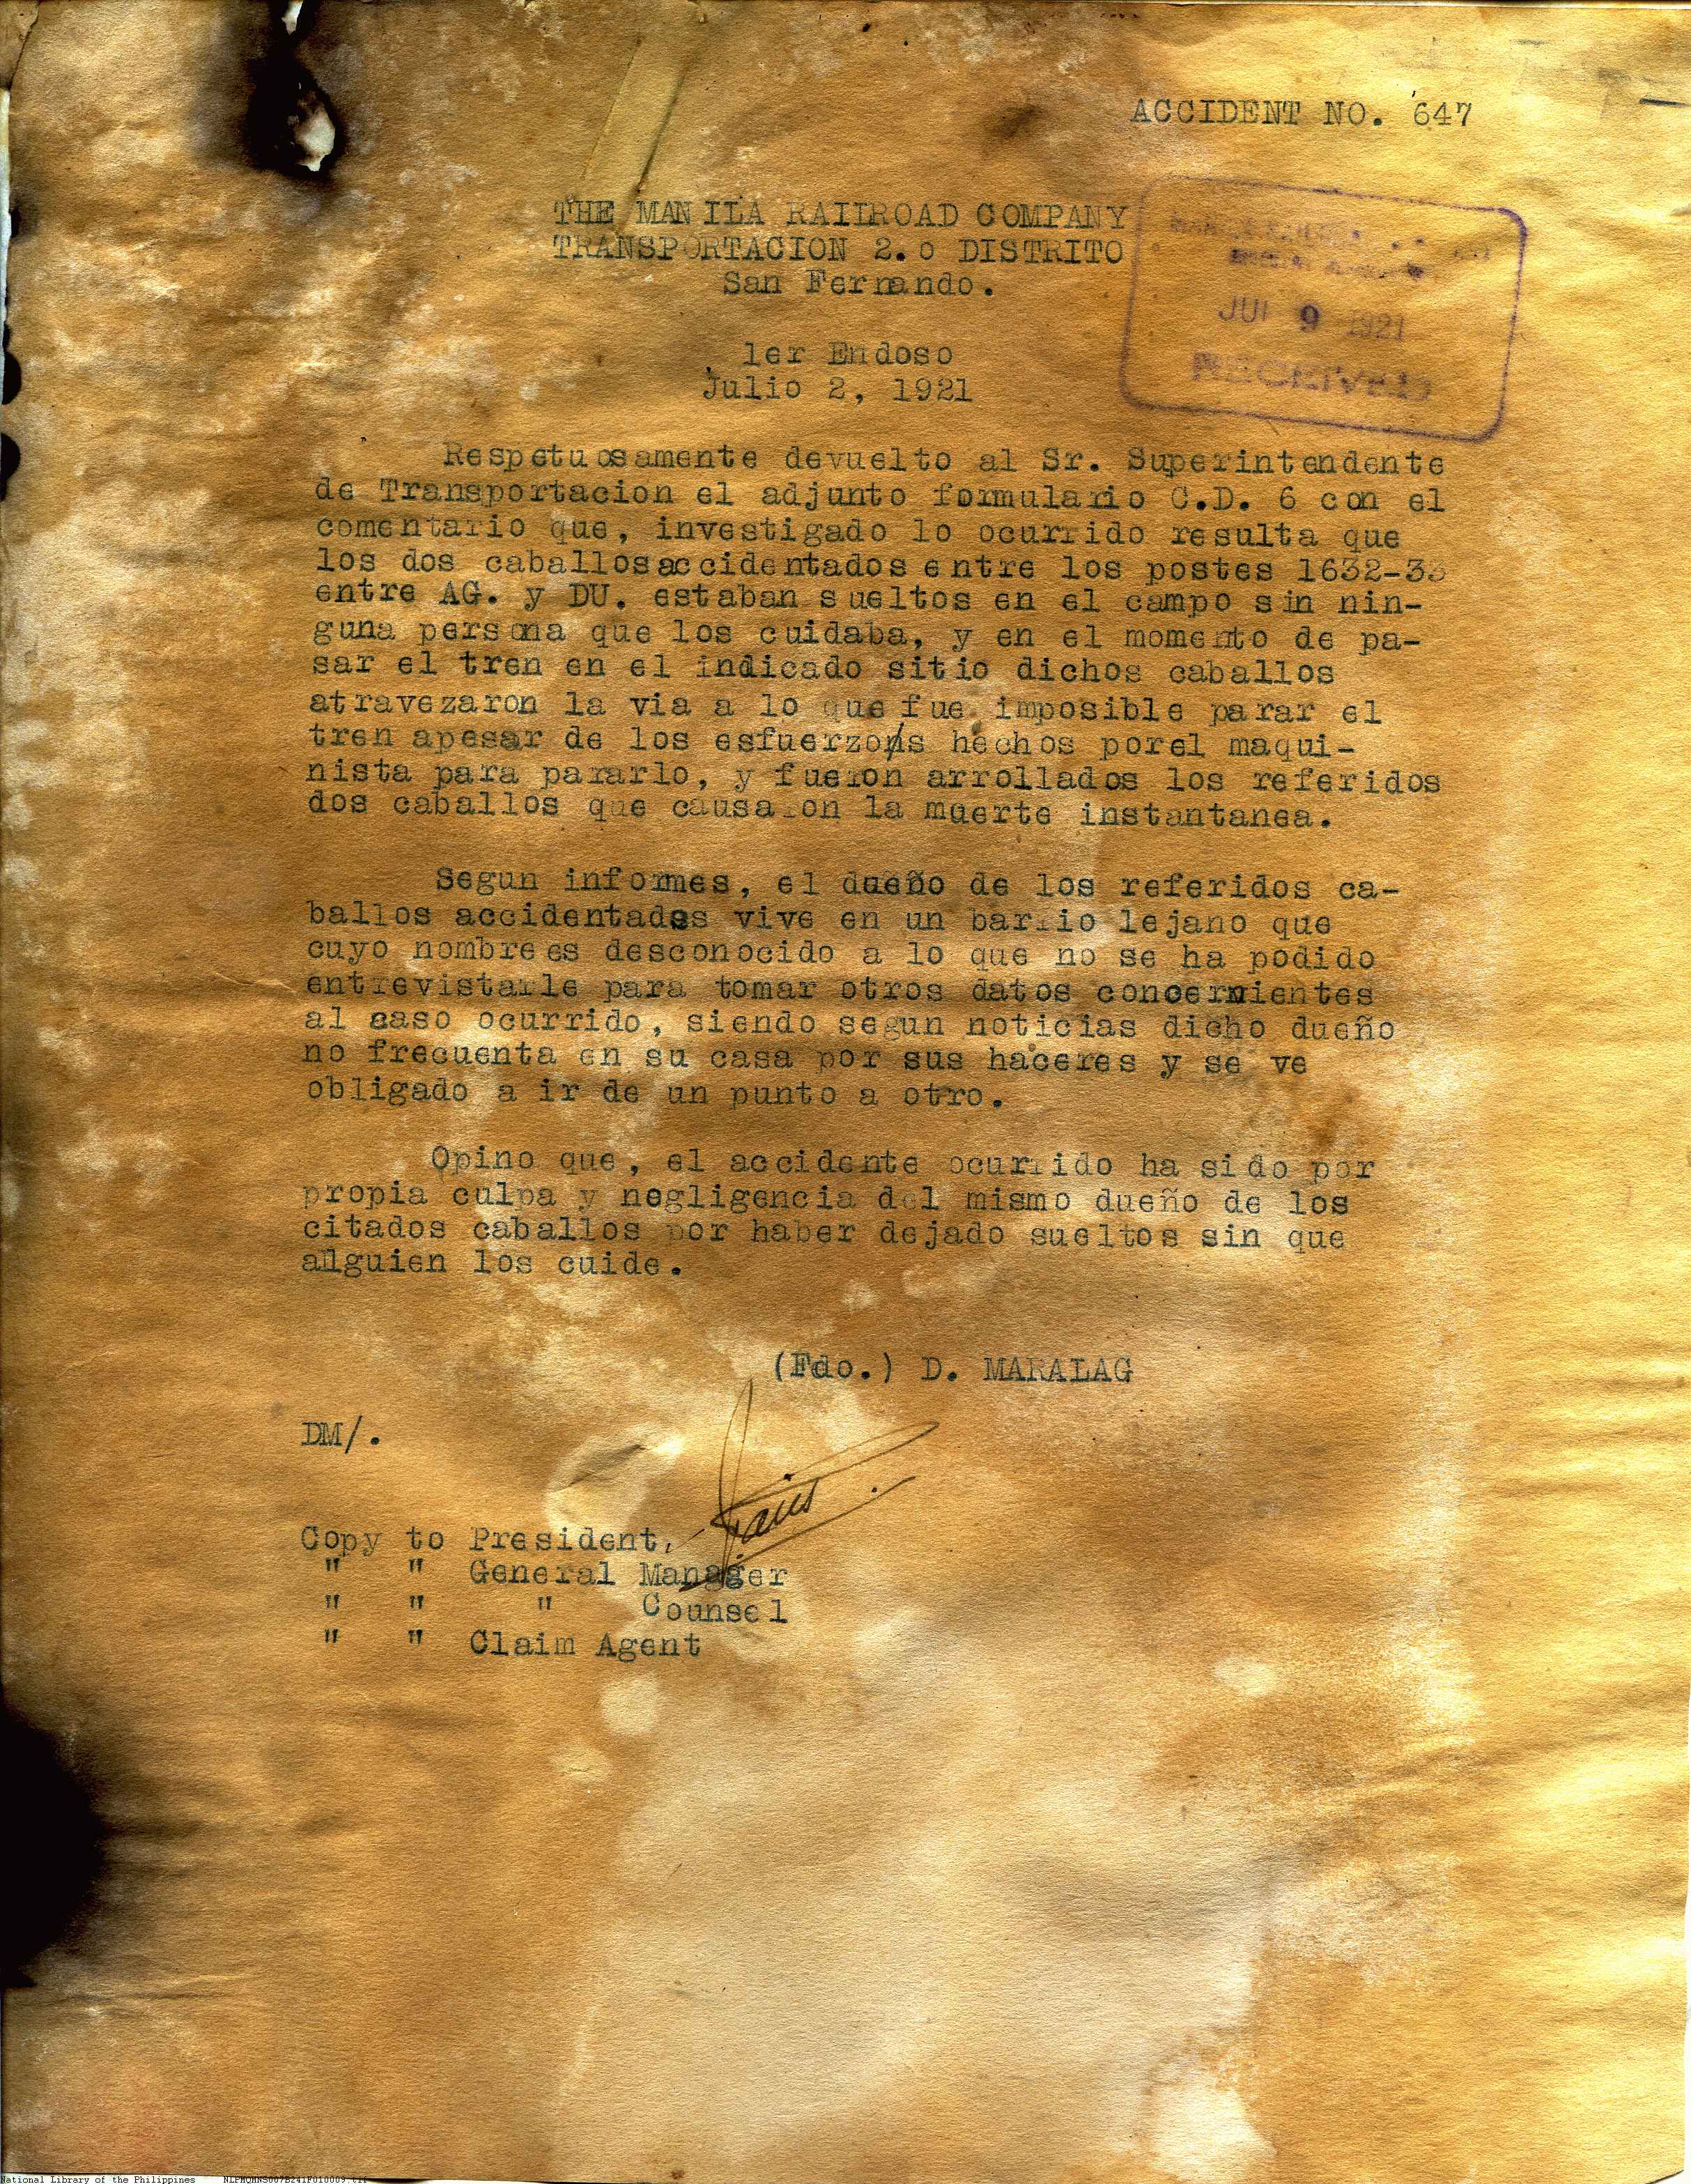 ACCIDENT NO. 647
THE MANILA RAILROAD COMPANY
TRANSPORTACION 2.o DISTRITO
San Fernando.
JUL 9 1921
RECEIVED
1er Endoso
Julio 2, 1921
Respetuosamente devuelto al Sr. Superintendente
de Transportacion el adjunto formulario C.D. 6 con el
comentario que, investigado lo ocurrido resulta que
los dos caballosaccidentados entre los postes 1632-33
entre AG. y DU. estaban sueltos en el campo sin nin-
guna persona que los cuidaba, y en el momento de pa-
sar el tren en el indicado sitio dichos caballos
atravezaron la via a lo que fue imposible parar el
tren apesar de los esfuerzos hechos porel maqui-
nista para pararlo, y fueron arrollados los referidos
dos caballos que causaron la muerte instantanea.
Segun informes, el dueño de los referidos ca-
ballos accidentados vive en un barrio lejano que
cuyo nombre es desconocido a lo que no se ha podido
entrevistarle para tomar otros datos concernientes
al caso ocurrido, siendo segun noticias dicho dueño
no frecuenta en su casa por sus haceres y se ve
obligado a ir de un punto a otro.
Opino que, el accidente ocurrido ha sido por
propia culpa y negligencia del mismo dueño de los
citados caballos por haber dejado sueltos sin que
alguien los cuide.
(Fdo.) D. MARALAG
DM/.
Copy to President,
" " General Manager
" " " Counsel
" " Claim Agent
National Library of the Philippines NLPMQMNS007B241F010009.tif